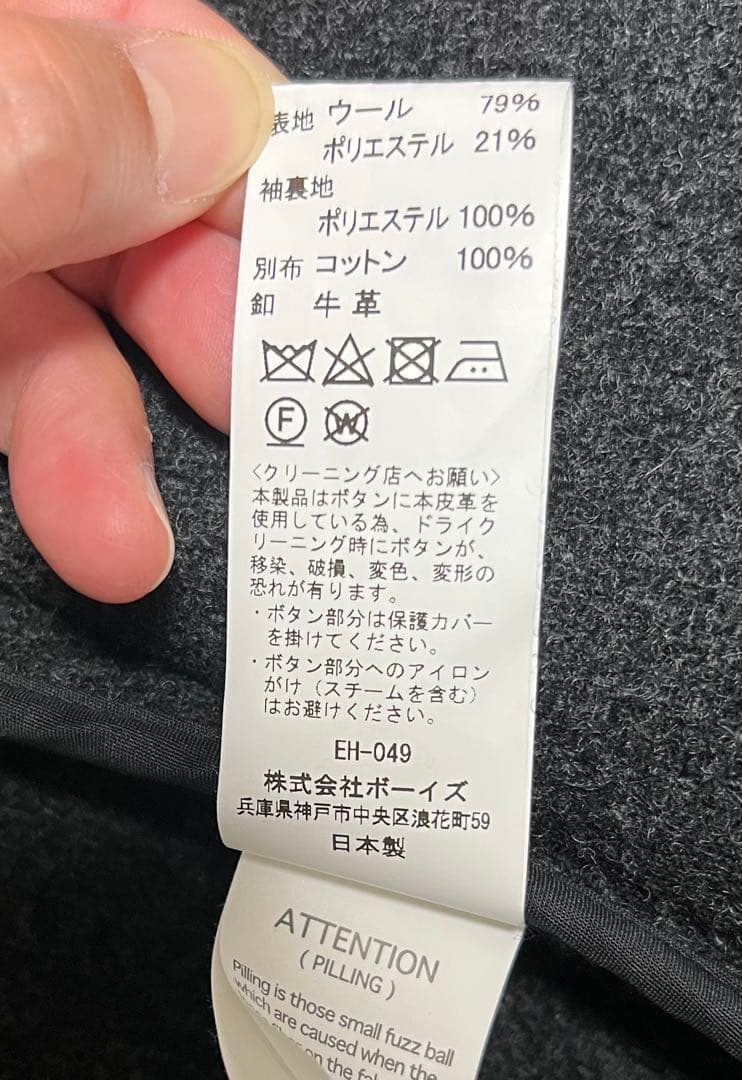 表地 ウール 79%
ポリエステル 21%
袖裏地
ポリエステル 100%
別布 コットン 100%
釦 牛革
F W
〈クリーニング店へお願い〉
本製品はボタンに本皮革を
使用している為、ドライク
リーニング時にボタンが、
移染、破損、変色、変形の
恐れが有ります。
・ボタン部分は保護カバー
を掛けてください。
・ボタン部分へのアイロン
がけ（スチームを含む）
はお避けください。
EH-049
株式会社ボーイズ
兵庫県神戸市中央区浪花町59
日本製
ATTENTION
( PILLING )
Pilling is those small fuzz ball
which are caused when the
on the